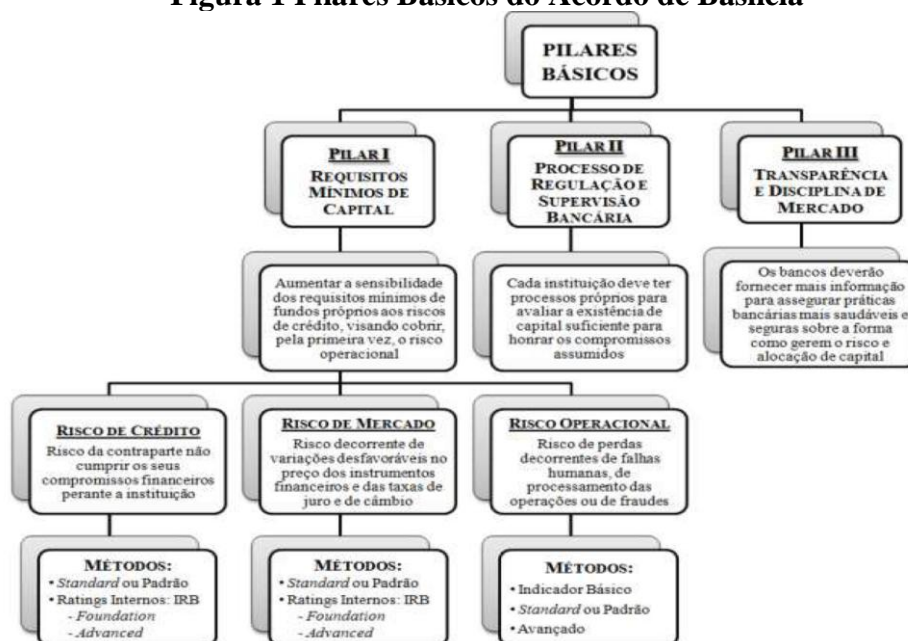 Figura 1 Pilares Básicos do Acordo de Basileia
PILARES
BÁSICOS
PILAR I
REQUISITOS
MÍNIMOS DE
CAPITAL
PILAR II
PROCESSO DE
REGULAÇÃO E
SUPERVISÃO
BANCÁRIA
PILAR III
TRANSPARÊNCIA
E DISCIPLINA DE
MERCADO
Aumentar a sensibilidade
dos requisitos mínimos de
fundos próprios aos riscos
de crédito, visando cobrir,
pela primeira vez, o risco
operacional
Cada instituição deve ter
processos próprios para
avaliar a existência de
capital suficiente para
honrar os compromissos
assumidos
Os bancos deverão
fornecer mais informação
para assegurar práticas
bancárias mais saudáveis e
seguras sobre a forma
como gerem o risco e
alocação de capital
RISCO DE CRÉDITO
Risco da contraparte não
cumprir os seus
compromissos financeiros
perante a instituição
RISCO DE MERCADO
Risco decorrente de
variações desfavoráveis no
preço dos instrumentos
financeiros e das taxas de
juro e de câmbio
RISCO OPERACIONAL
Risco de perdas
decorrentes de falhas
humanas, de
processamento das
operações ou de fraudes
MÉTODOS:
• Standard ou Padrão
• Ratings Internos: IRB
- Foundation
- Advanced
MÉTODOS:
• Standard ou Padrão
• Ratings Internos: IRB
- Foundation
- Advanced
MÉTODOS:
• Indicador Básico
• Standard ou Padrão
• Avançado